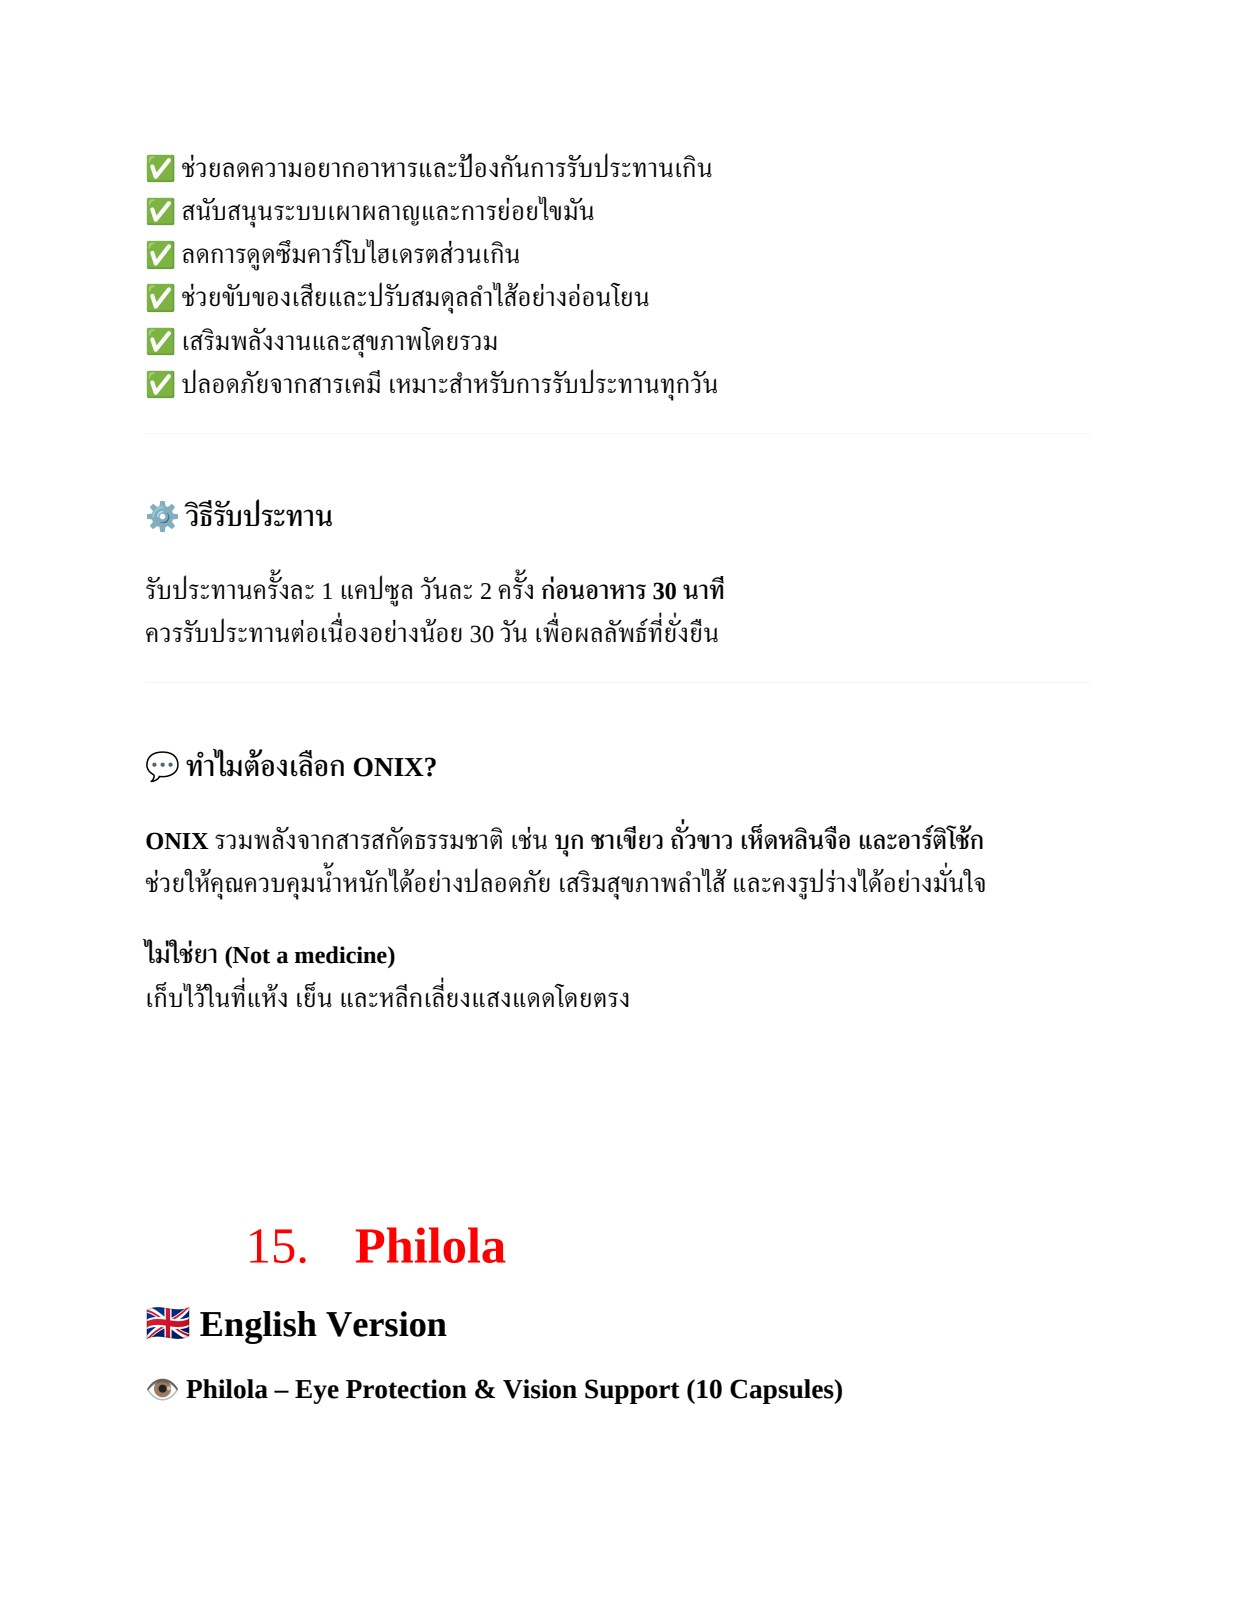 ✅ ช่วยลดความอยากอาหารและป้องกันการรับประทานเกิน
✅ สนับสนุนระบบเผาผลาญและการย่อยไขมัน
✅ ลดการดูดซึมคาร์โบไฮเดรตส่วนเกิน
✅ ช่วยขับของเสียและปรับสมดุลลำไส้อย่างอ่อนโยน
✅ เสริมพลังงานและสุขภาพโดยรวม
✅ ปลอดภัยจากสารเคมี เหมาะสำหรับการรับประทานทุกวัน
⚙️ วิธีรับประทาน
รับประทานครั้งละ 1 แคปซูล วันละ 2 ครั้ง ก่อนอาหาร 30 นาที
ควรรับประทานต่อเนื่องอย่างน้อย 30 วัน เพื่อผลลัพธ์ที่ยั่งยืน
💬 ทำไมต้องเลือก ONIX?
ONIX รวมพลังจากสารสกัดธรรมชาติ เช่น บุก ชาเขียว ถั่วขาว เห็ดหลินจือ และอาร์ติโช้ก
ช่วยให้คุณควบคุมน้ำหนักได้อย่างปลอดภัย เสริมสุขภาพลำไส้ และคงรูปร่างได้อย่างมั่นใจ
ไม่ใช่ยา (Not a medicine)
เก็บไว้ในที่แห้ง เย็น และหลีกเลี่ยงแสงแดดโดยตรง
15. Philola
🇬🇧 English Version
👁️ Philola – Eye Protection & Vision Support (10 Capsules)